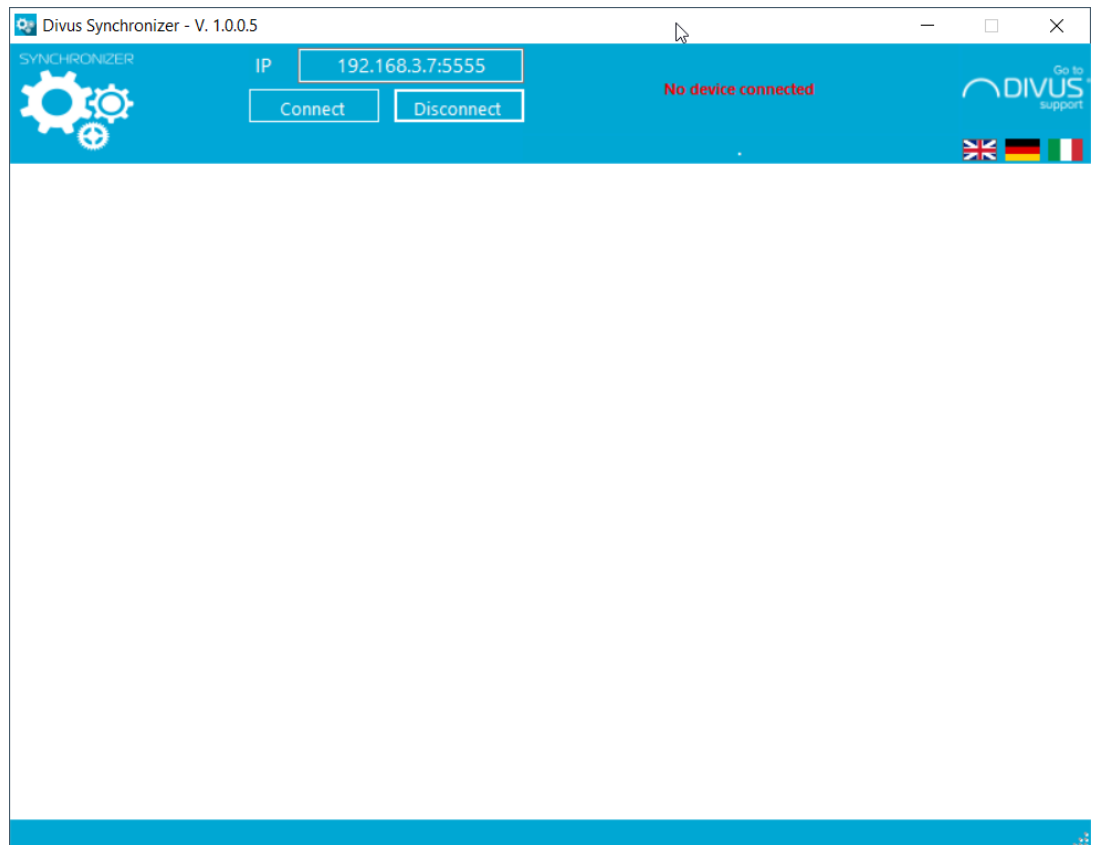 Divus Synchronizer - V. 1.0.0.5
SYNCHRONIZER
IP 192.168.3.7:5555
Connect Disconnect
No device connected
.
Go to
DIVUS
support